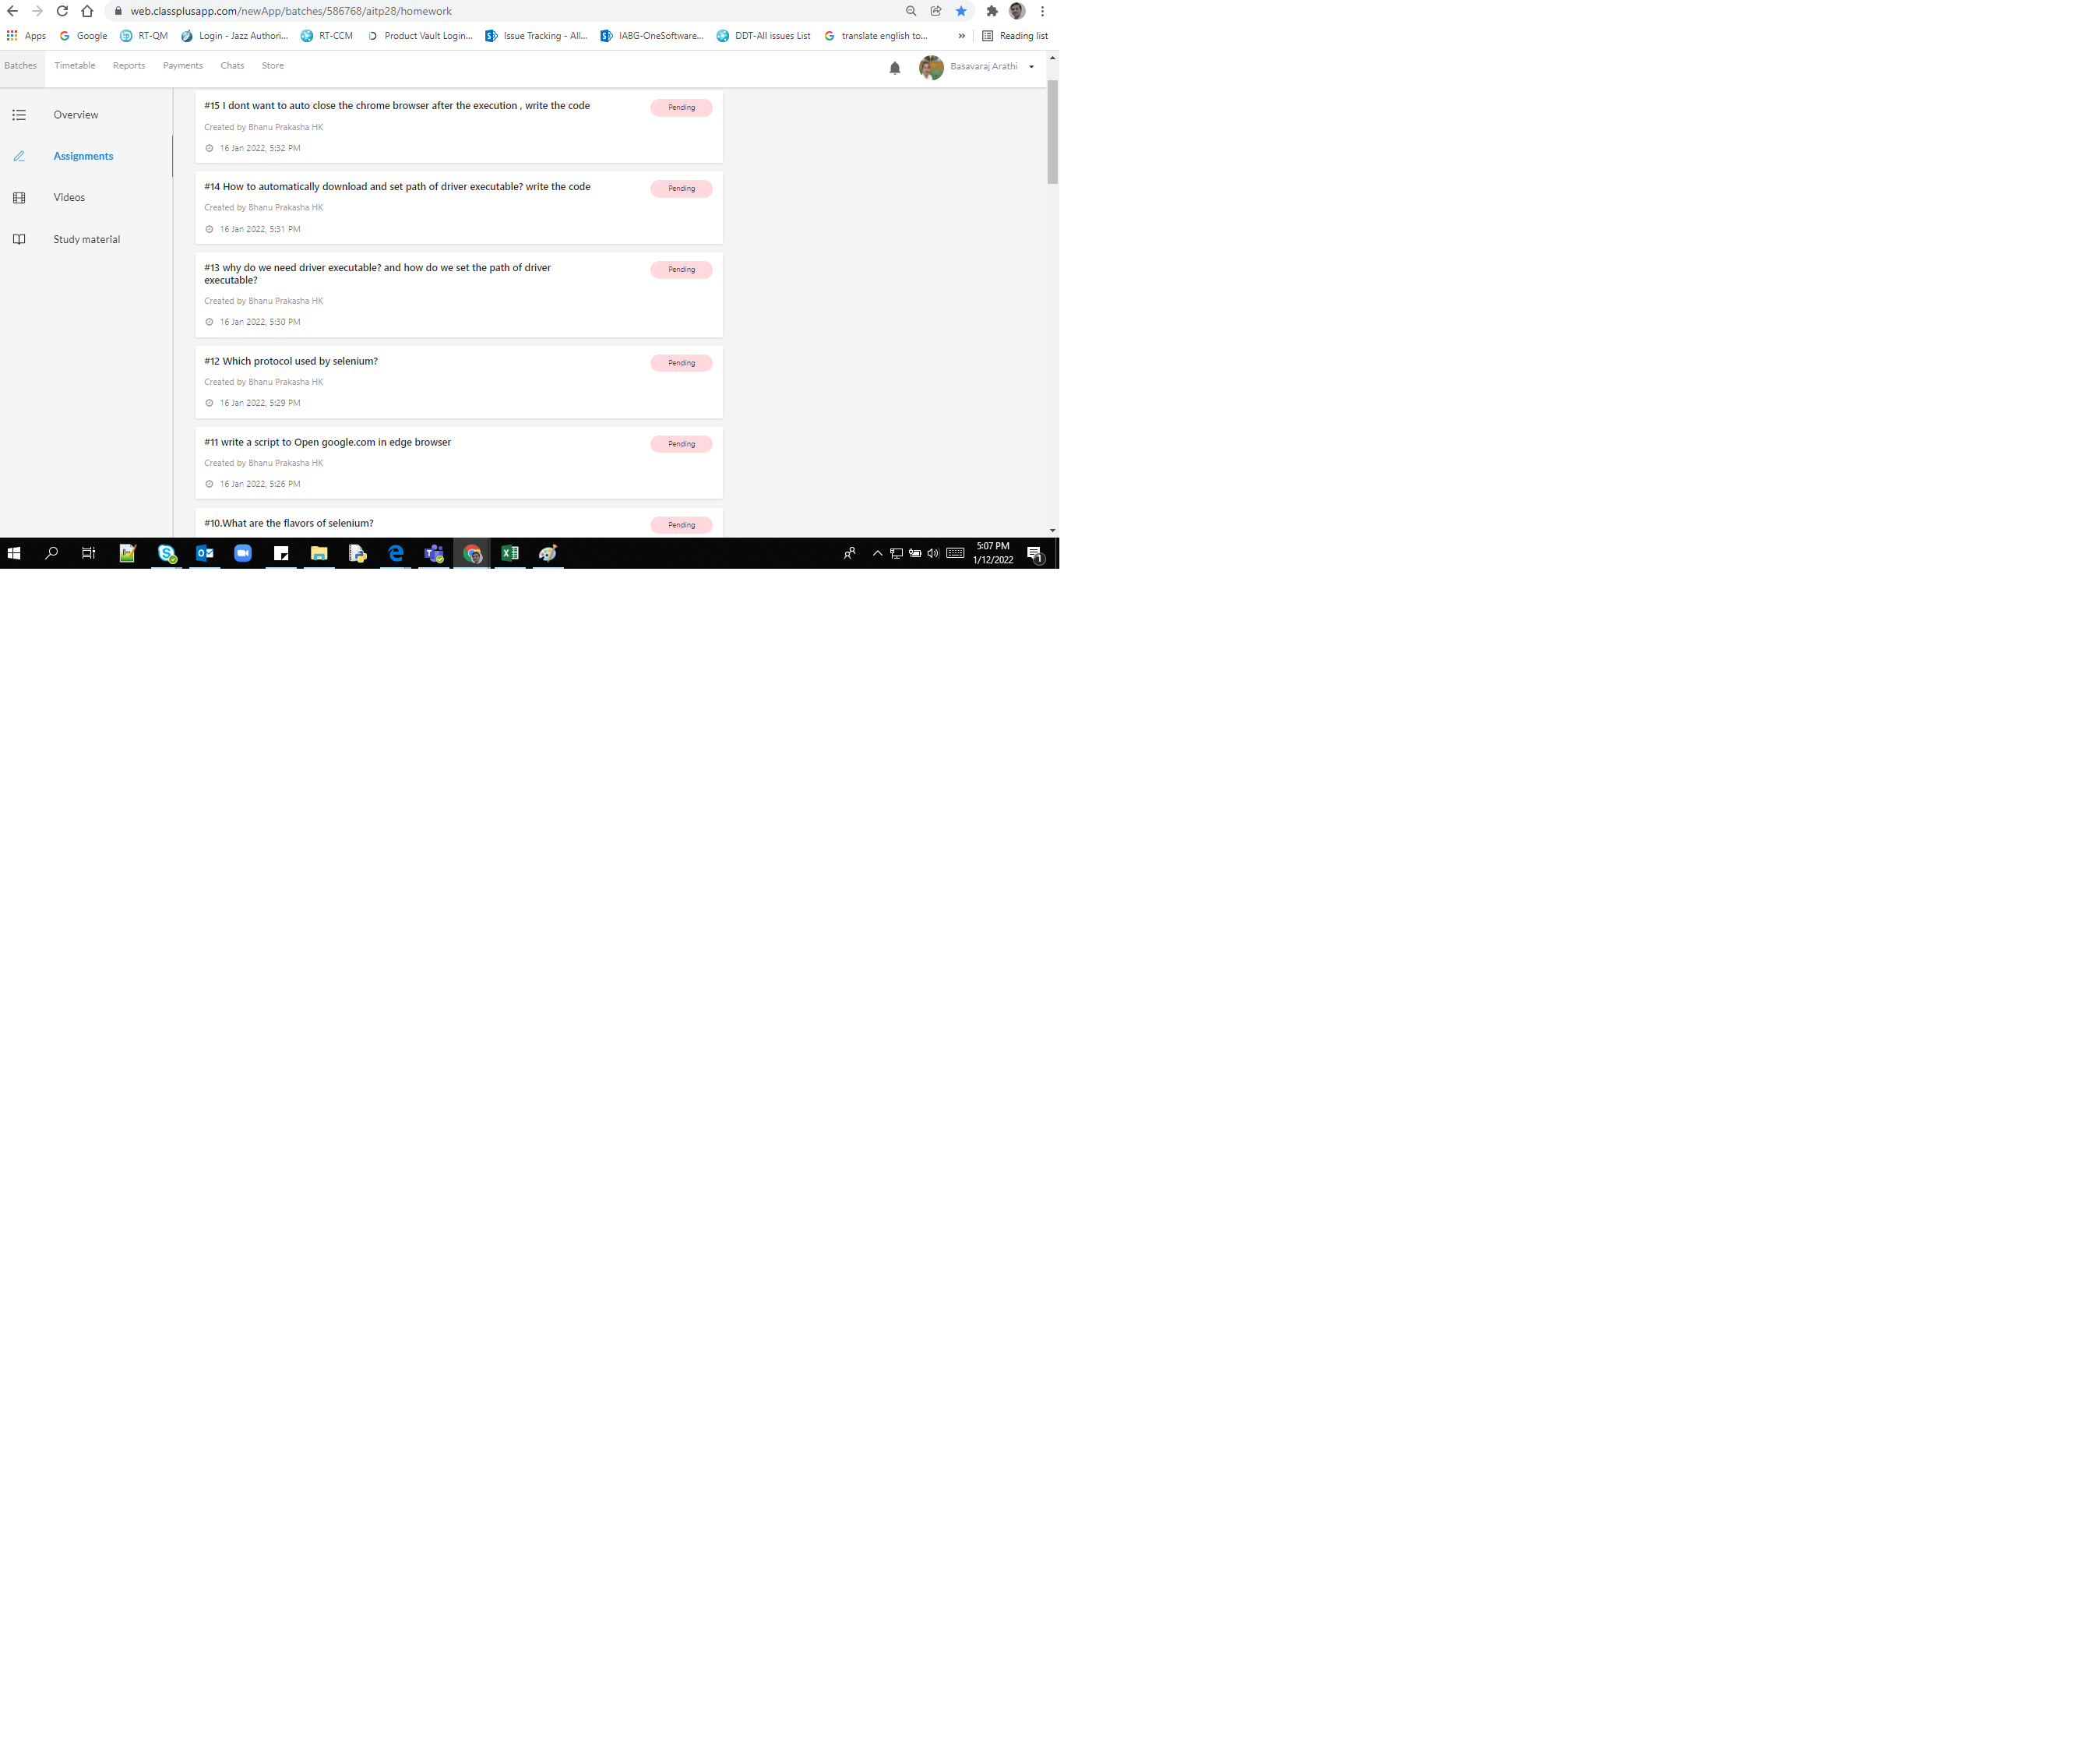 web.classplusapp.com/newApp/batches/586768/aitp28/homework
Apps Google RT-QM Login - Jazz Authori... RT-CCM Product Vault Login... Issue Tracking - All... IABG-OneSoftware... DDT-All issues List translate english to... » Reading list
Batches Timetable Reports Payments Chats Store Basavaraj Arathi
Overview
Assignments
Videos
Study material
#15 I dont want to auto close the chrome browser after the execution , write the code Pending
Created by Bhanu Prakasha HK
16 Jan 2022, 5:32 PM
#14 How to automatically download and set path of driver executable? write the code Pending
Created by Bhanu Prakasha HK
16 Jan 2022, 5:31 PM
#13 why do we need driver executable? and how do we set the path of driver Pending
executable?
Created by Bhanu Prakasha HK
16 Jan 2022, 5:30 PM
#12 Which protocol used by selenium? Pending
Created by Bhanu Prakasha HK
16 Jan 2022, 5:29 PM
#11 write a script to Open google.com in edge browser Pending
Created by Bhanu Prakasha HK
16 Jan 2022, 5:26 PM
#10.What are the flavors of selenium? Pending
5:07 PM
1/12/2022
1